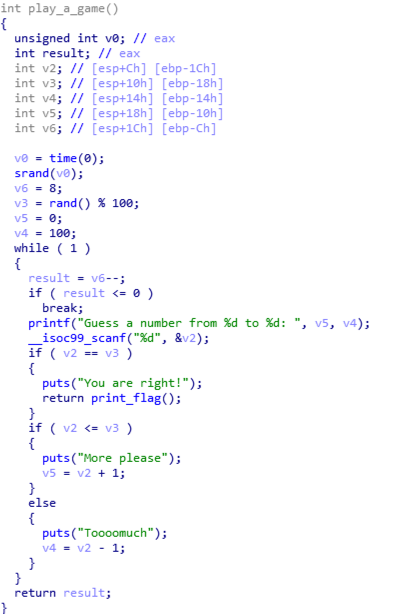 int play_a_game()
{
  unsigned int v0; // eax
  int result; // eax
  int v2; // [esp+Ch] [ebp-1Ch]
  int v3; // [esp+10h] [ebp-18h]
  int v4; // [esp+14h] [ebp-14h]
  int v5; // [esp+18h] [ebp-10h]
  int v6; // [esp+1Ch] [ebp-Ch]

  v0 = time(0);
  srand(v0);
  v6 = 8;
  v3 = rand() % 100;
  v5 = 0;
  v4 = 100;
  while ( 1 )
  {
    result = v6--;
    if ( result <= 0 )
      break;
    printf("Guess a number from %d to %d: ", v5, v4);
    __isoc99_scanf("%d", &v2);
    if ( v2 == v3 )
    {
      puts("You are right!");
      return print_flag();
    }
    if ( v2 <= v3 )
    {
      puts("More please");
      v5 = v2 + 1;
    }
    else
    {
      puts("Toooomuch");
      v4 = v2 - 1;
    }
  }
  return result;
}